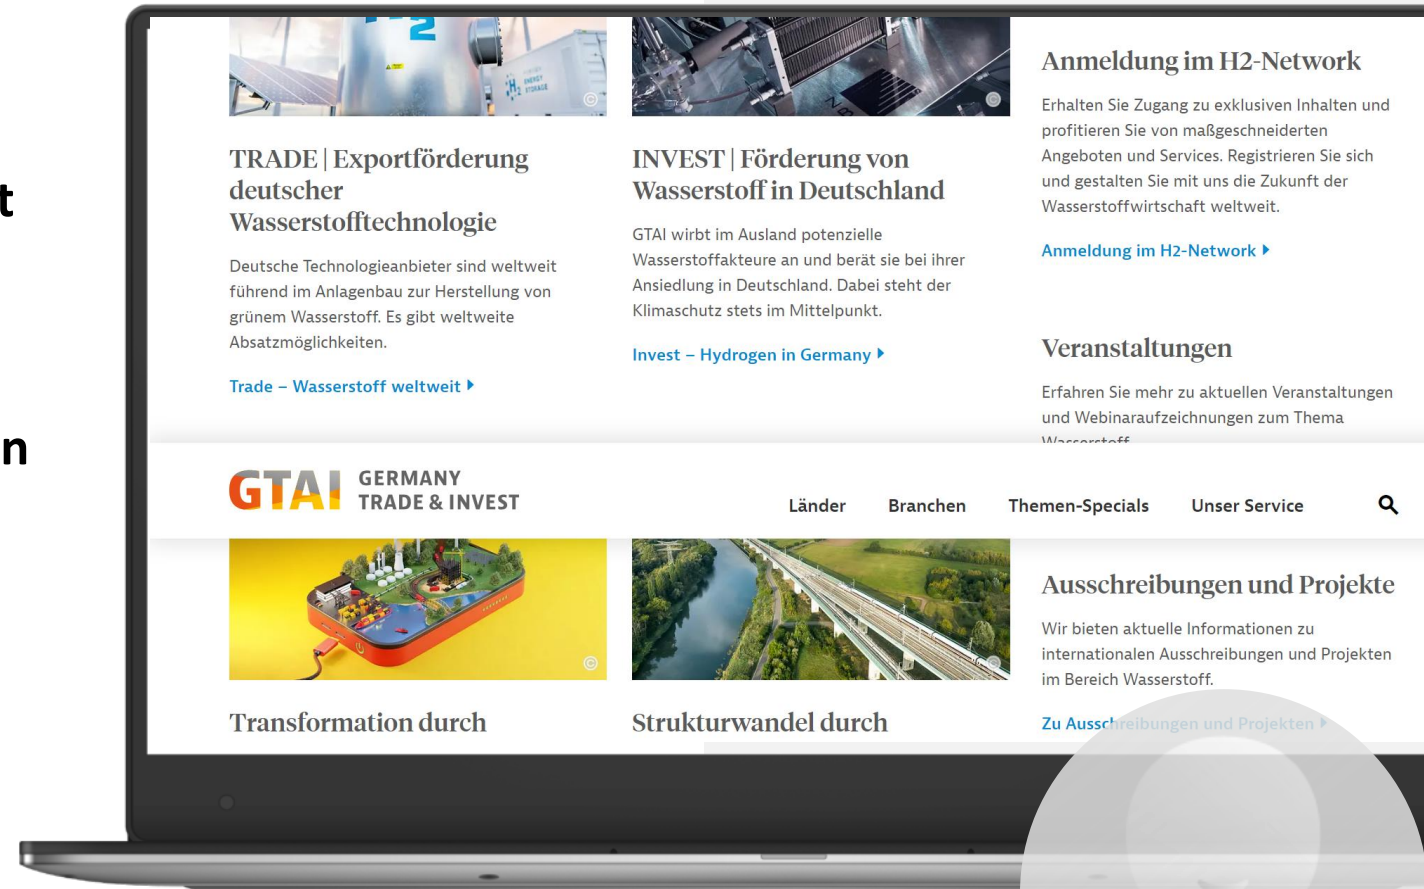 t
n
H2
H2 ENERGY STORAGE
TRADE | Exportförderung
deutscher
Wasserstofftechnologie
Deutsche Technologieanbieter sind weltweit
führend im Anlagenbau zur Herstellung von
grünem Wasserstoff. Es gibt weltweite
Absatzmöglichkeiten.
Trade – Wasserstoff weltweit
INVEST | Förderung von
Wasserstoff in Deutschland
GTAI wirbt im Ausland potenzielle
Wasserstoffakteure an und berät sie bei ihrer
Ansiedlung in Deutschland. Dabei steht der
Klimaschutz stets im Mittelpunkt.
Invest – Hydrogen in Germany
Anmeldung im H2-Network
Erhalten Sie Zugang zu exklusiven Inhalten und
profitieren Sie von maßgeschneiderten
Angeboten und Services. Registrieren Sie sich
und gestalten Sie mit uns die Zukunft der
Wasserstoffwirtschaft weltweit.
Anmeldung im H2-Network
Veranstaltungen
Erfahren Sie mehr zu aktuellen Veranstaltungen
und Webinaraufzeichnungen zum Thema
Wasserstoff
GTAI GERMANY
TRADE & INVEST
Länder Branchen Themen-Specials Unser Service
Transformation durch
Strukturwandel durch
Ausschreibungen und Projekte
Wir bieten aktuelle Informationen zu
internationalen Ausschreibungen und Projekten
im Bereich Wasserstoff.
Zu Ausschreibungen und Projekten